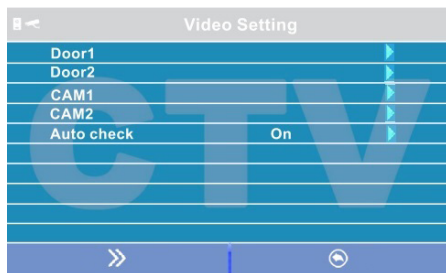 Video Setting
Door1
Door2
CAM1
CAM2
Auto check On
CTV